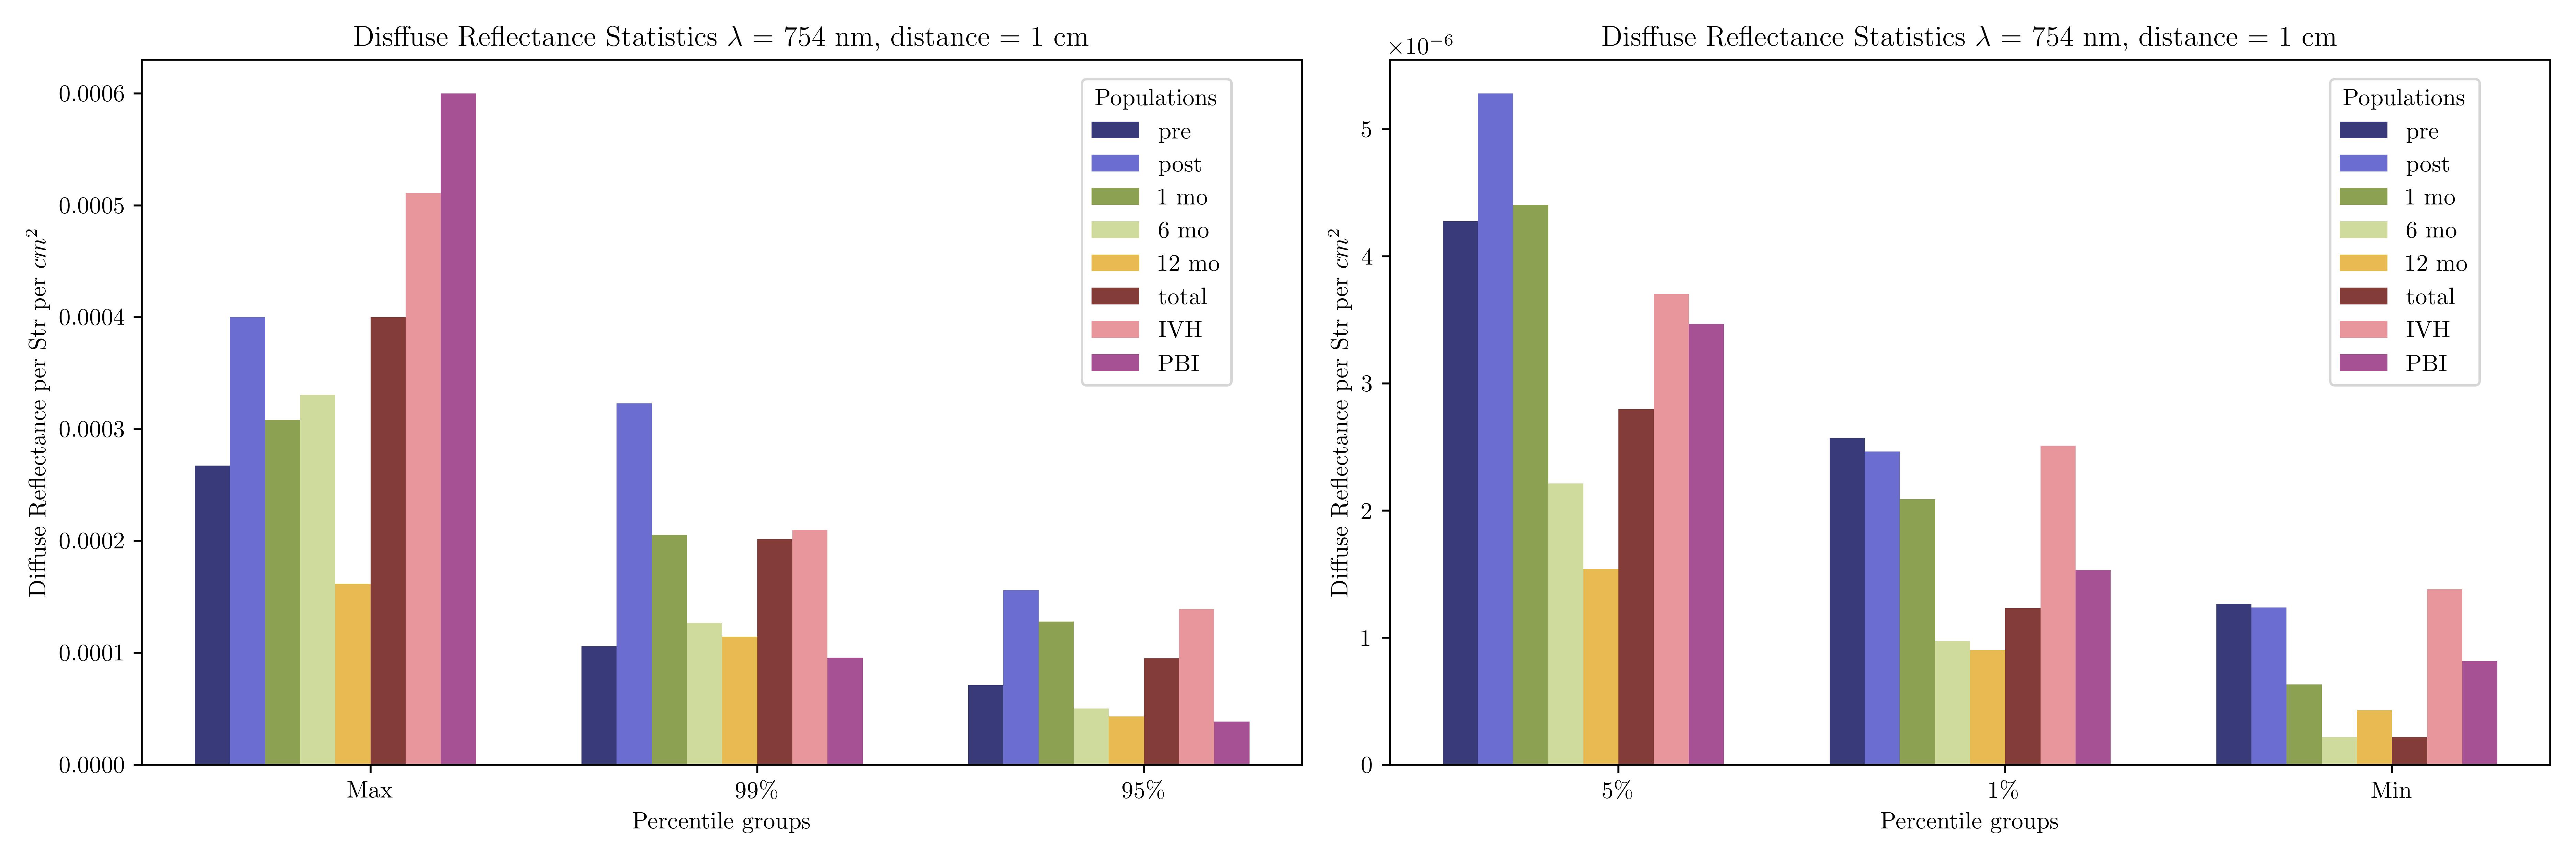 Disffuse Reflectance Statistics λ = 754 nm, distance = 1 cm
Diffuse Reflectance per Str per cm²
0.0006
0.0005
0.0004
0.0003
0.0002
0.0001
0.0000
Populations
pre
post
1 mo
6 mo
12 mo
total
IVH
PBI
Max
99%
95%
Percentile groups
Disffuse Reflectance Statistics λ = 754 nm, distance = 1 cm
×10⁻⁶
Diffuse Reflectance per Str per cm²
5
4
3
2
1
0
Populations
pre
post
1 mo
6 mo
12 mo
total
IVH
PBI
5%
1%
Min
Percentile groups